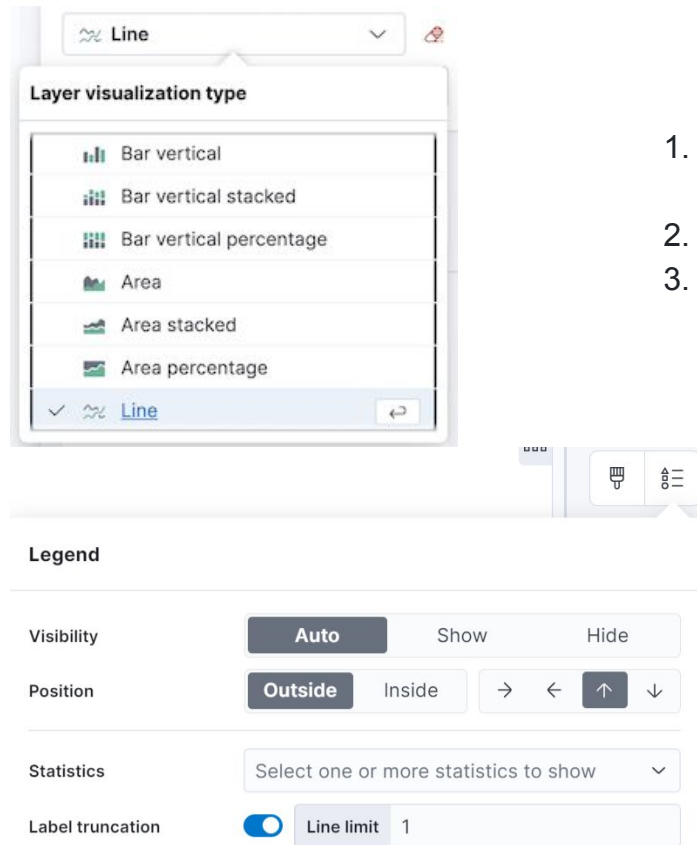 Line
Layer visualization type
Bar vertical
Bar vertical stacked
Bar vertical percentage
Area
Area stacked
Area percentage
Line
1.
2.
3.
Legend
Visibility Auto Show Hide
Position Outside Inside → ← ↑ ↓
Statistics Select one or more statistics to show
Label truncation Line limit 1